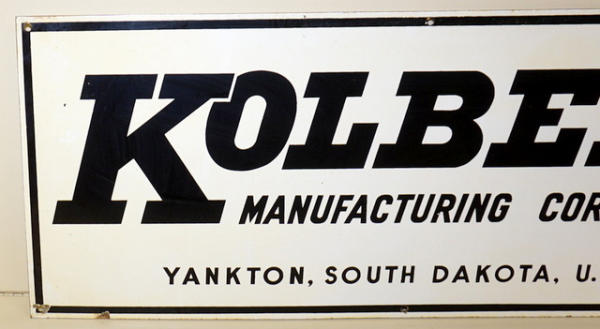 KOLBE
MANUFACTURING COR
YANKTON, SOUTH DAKOTA, U.